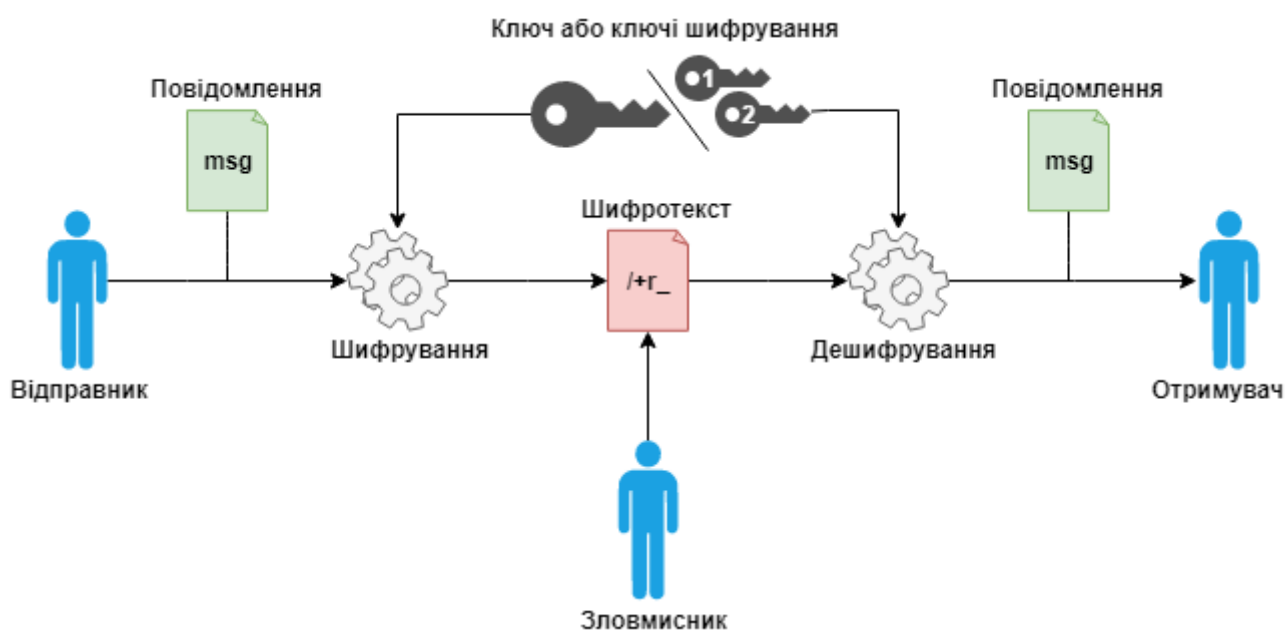 Ключ або ключі шифрування
1
2
Повідомлення
msg
Повідомлення
msg
Шифротекст
/+r_
Шифрування
Дешифрування
Відправник
Отримувач
Зловмисник